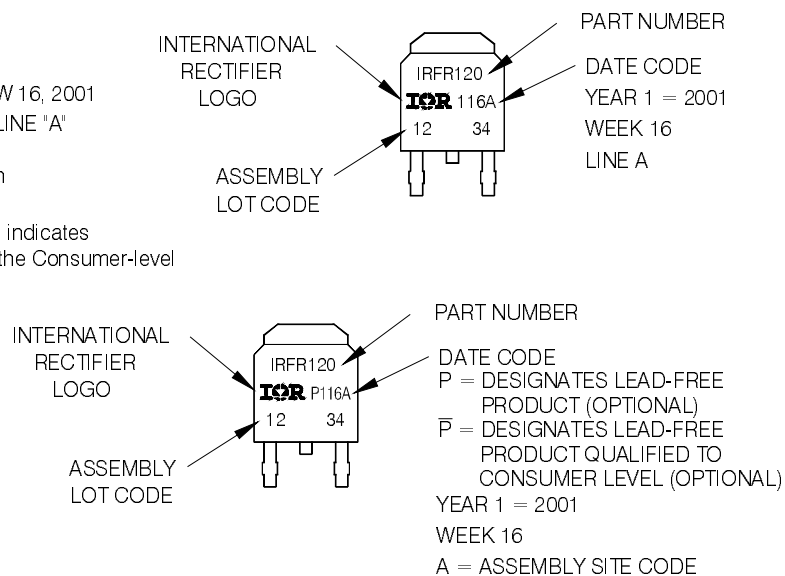 W 16, 2001
LINE "A"
n
indicates
the Consumer-level
INTERNATIONAL
RECTIFIER
LOGO
ASSEMBLY
LOT CODE
IRFR120
IOR 116A
12 34
PART NUMBER
DATE CODE
YEAR 1 = 2001
WEEK 16
LINE A
INTERNATIONAL
RECTIFIER
LOGO
ASSEMBLY
LOT CODE
IRFR120
IOR P116A
12 34
PART NUMBER
DATE CODE
P = DESIGNATES LEAD-FREE
PRODUCT (OPTIONAL)
P̅ = DESIGNATES LEAD-FREE
PRODUCT QUALIFIED TO
CONSUMER LEVEL (OPTIONAL)
YEAR 1 = 2001
WEEK 16
A = ASSEMBLY SITE CODE